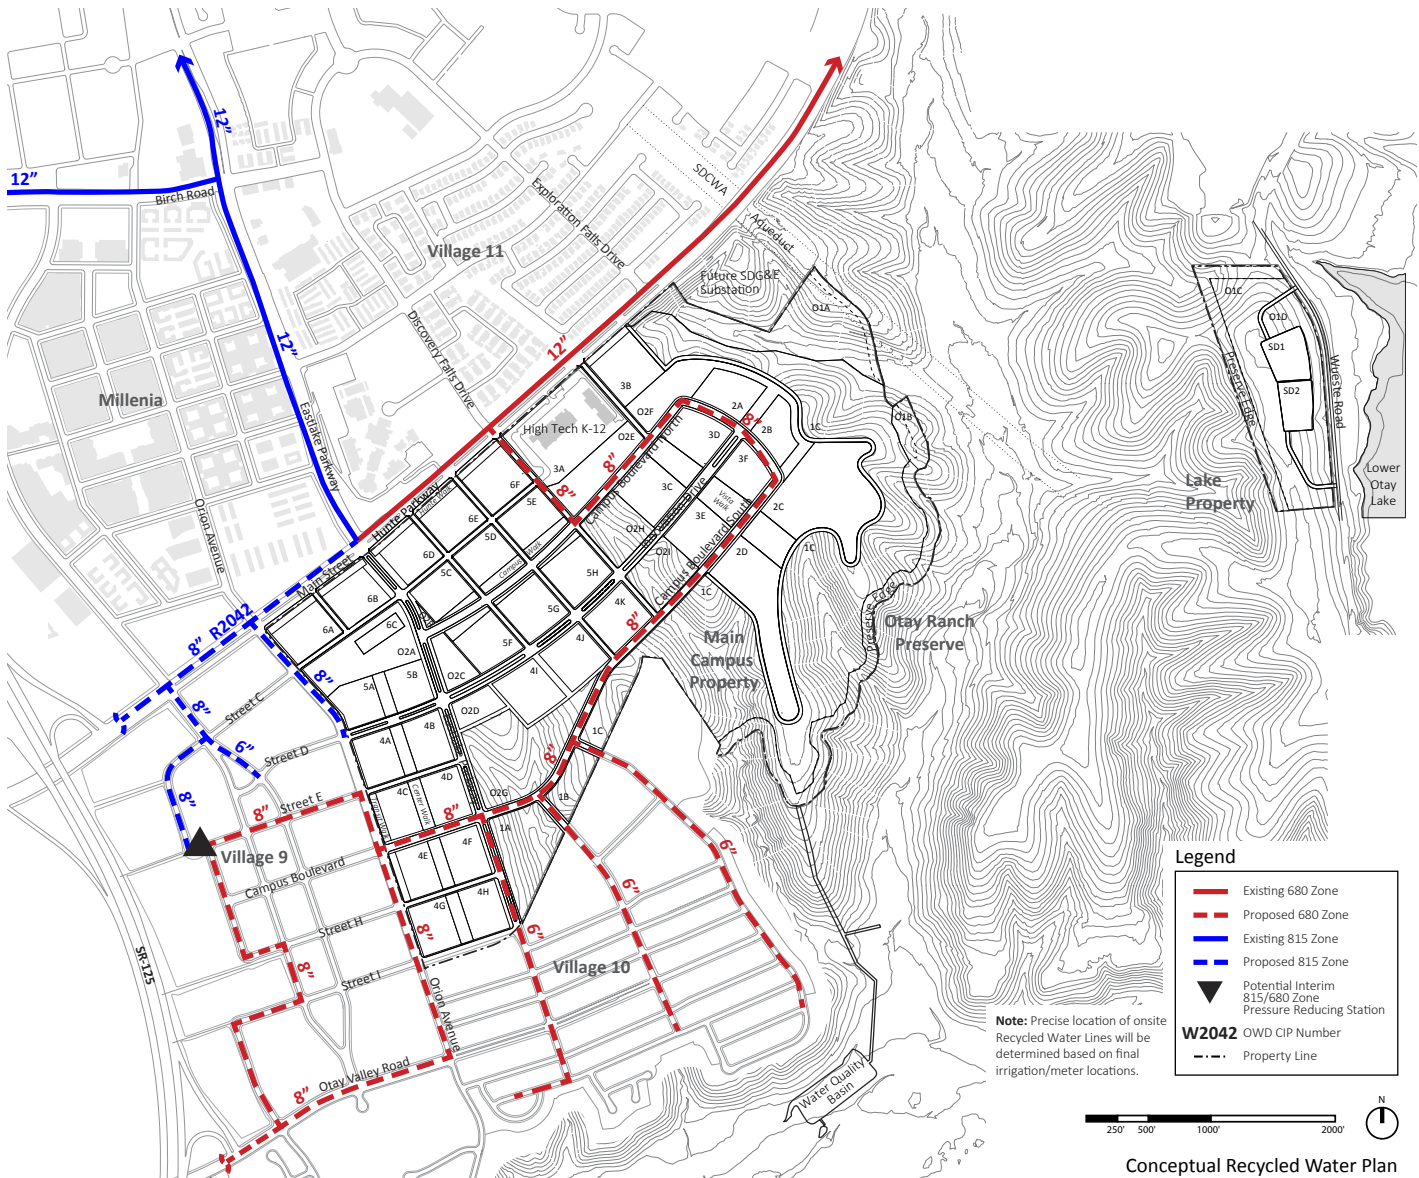 12”
12”
Birch Road
SDCWA
Aqueduct
Exploration Falls Drive
Village 11
Future SDG&E
Substation
O1A
O1C
O1D
SD1
SD2
Preserve Edge
Wueste Road
Lower
Otay
Lake
Lake
Property
12”
12”
Discovery Falls Drive
Eastlake Parkway
Millenia
Orion Avenue
High Tech K-12
3B
O2F
O2E
3A
2A
2B
8”
1C
O1B
3D
3F
Campus Boulevard North
8”
8”
3C
Vista
Walk
3E
2C
2D
1C
O2H
O2I
Campus Boulevard South
Hunte Parkway
6F
5E
6E
5D
6D
5C
Campus
Walk
5H
5G
4K
4J
8”
1C
Main Street
R2042
8”
6B
6A
6C
O2A
5F
4I
5A
5B
O2C
O2D
Main
Campus
Property
Preserve Edge
Otay Ranch
Preserve
8”
8”
Street C
6”
Street D
8”
8”
Street E
4A
4B
4C
4D
Center Walk
8”
O2G
8”
1C
1B
1A
Village 9
Campus Boulevard
Street H
Street I
4E
4F
4G
4H
8”
8”
6”
6”
6”
Village 10
SR-125
Orion Avenue
Otay Valley Road
8”
Water Quality
Basin
Note: Precise location of onsite
Recycled Water Lines will be
determined based on final
irrigation/meter locations.
Legend
Existing 680 Zone
Proposed 680 Zone
Existing 815 Zone
Proposed 815 Zone
Potential Interim
815/680 Zone
Pressure Reducing Station
W2042 OWD CIP Number
Property Line
N
250' 500' 1000' 2000'
Conceptual Recycled Water Plan